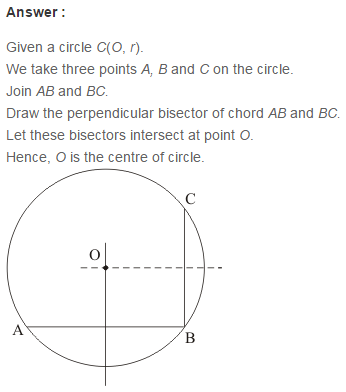 Answer :
Given a circle C(O, r).
We take three points A, B and C on the circle.
Join AB and BC.
Draw the perpendicular bisector of chord AB and BC.
Let these bisectors intersect at point O.
Hence, O is the centre of circle.
C
O
A
B